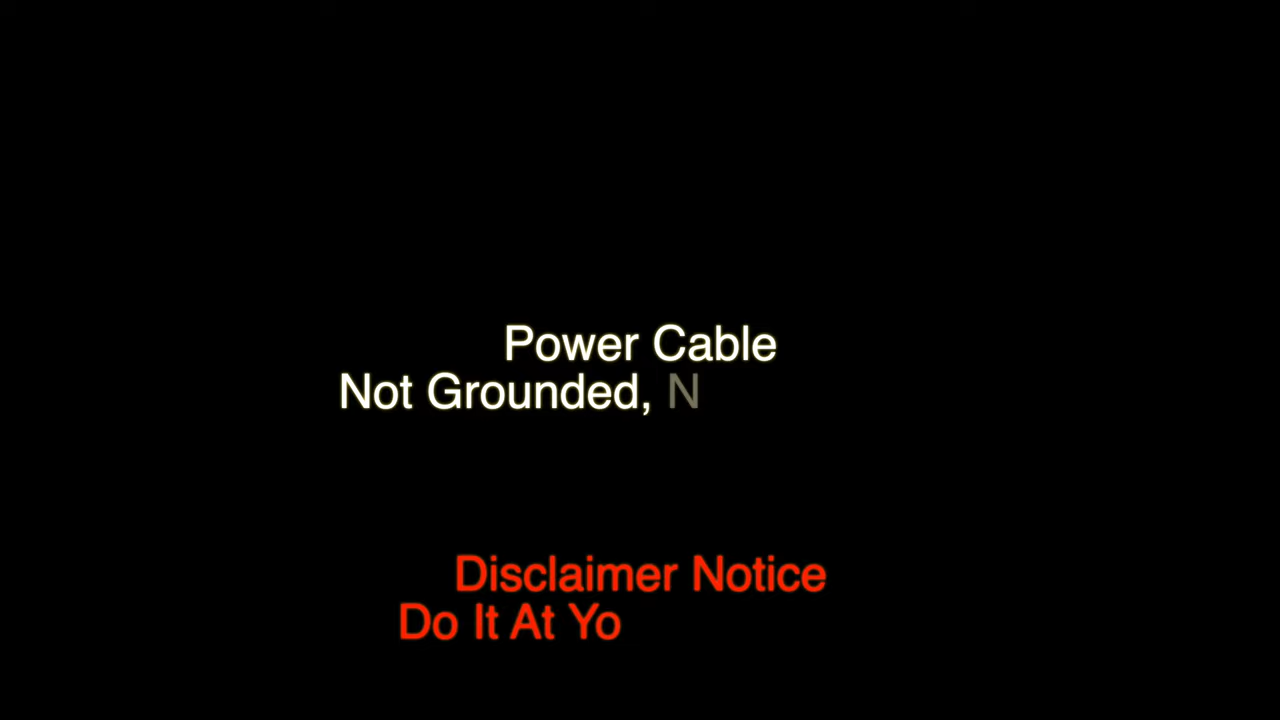 Power Cable
Not Grounded, N
Disclaimer Notice
Do It At Yo